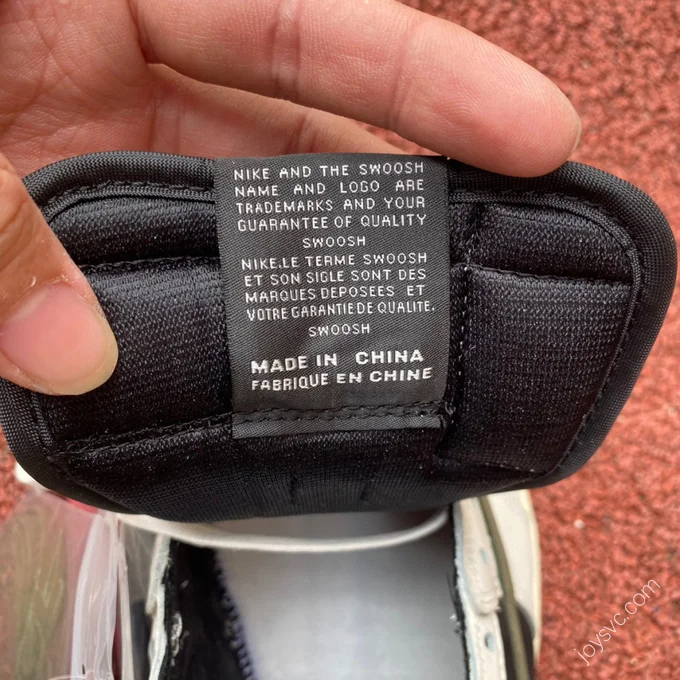 NIKE AND THE SWOOSH
NAME AND LOGO ARE
TRADEMARKS AND YOUR
GUARANTEE OF QUALITY
SWOOSH
NIKE.LE TERME SWOOSH
ET SON SIGLE SONT DES
MARQUES DEPOSEES ET
VOTRE GARANTIE DE QUALITE.
SWOOSH
MADE IN CHINA
FABRIQUE EN CHINE
joysvc.com